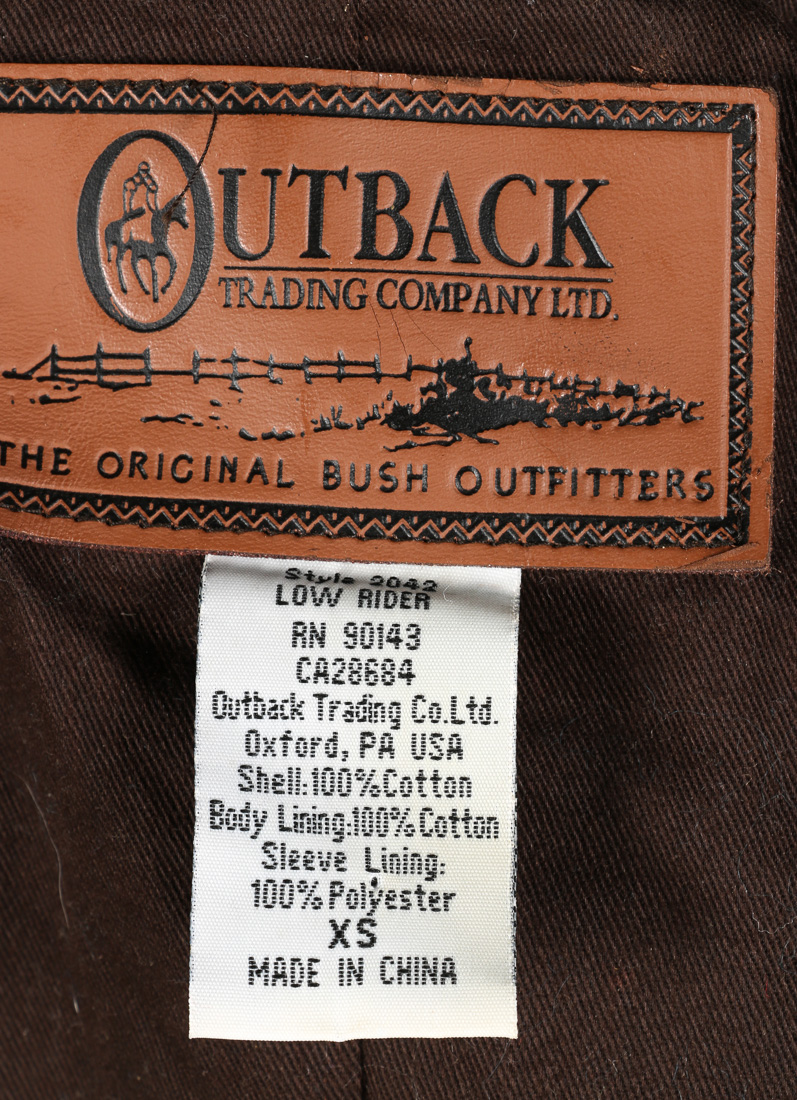 OUTBACK
TRADING COMPANY LTD.
THE ORIGINAL BUSH OUTFITTERS
Style 2042
LOW RIDER
RN 90143
CA28684
Outback Trading Co.Ltd.
Oxford, PA USA
Shell:100%Cotton
Body Lining:100%Cotton
Sleeve Lining:
100%Polyester
XS
MADE IN CHINA